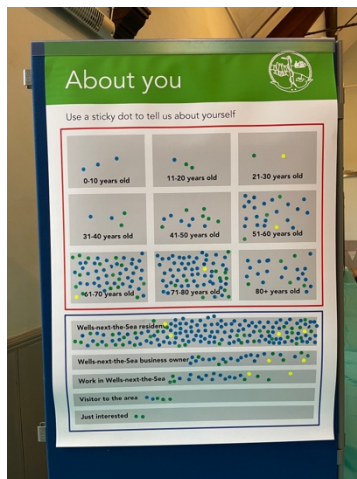 About you
Use a sticky dot to tell us about yourself
0-10 years old
11-20 years old
21-30 years old
31-40 years old
41-50 years old
51-60 years old
61-70 years old
71-80 years old
80+ years old
Wells-next-the-Sea resident
Wells-next-the-Sea business owner
Work in Wells-next-the-Sea
Visitor to the area
Just interested